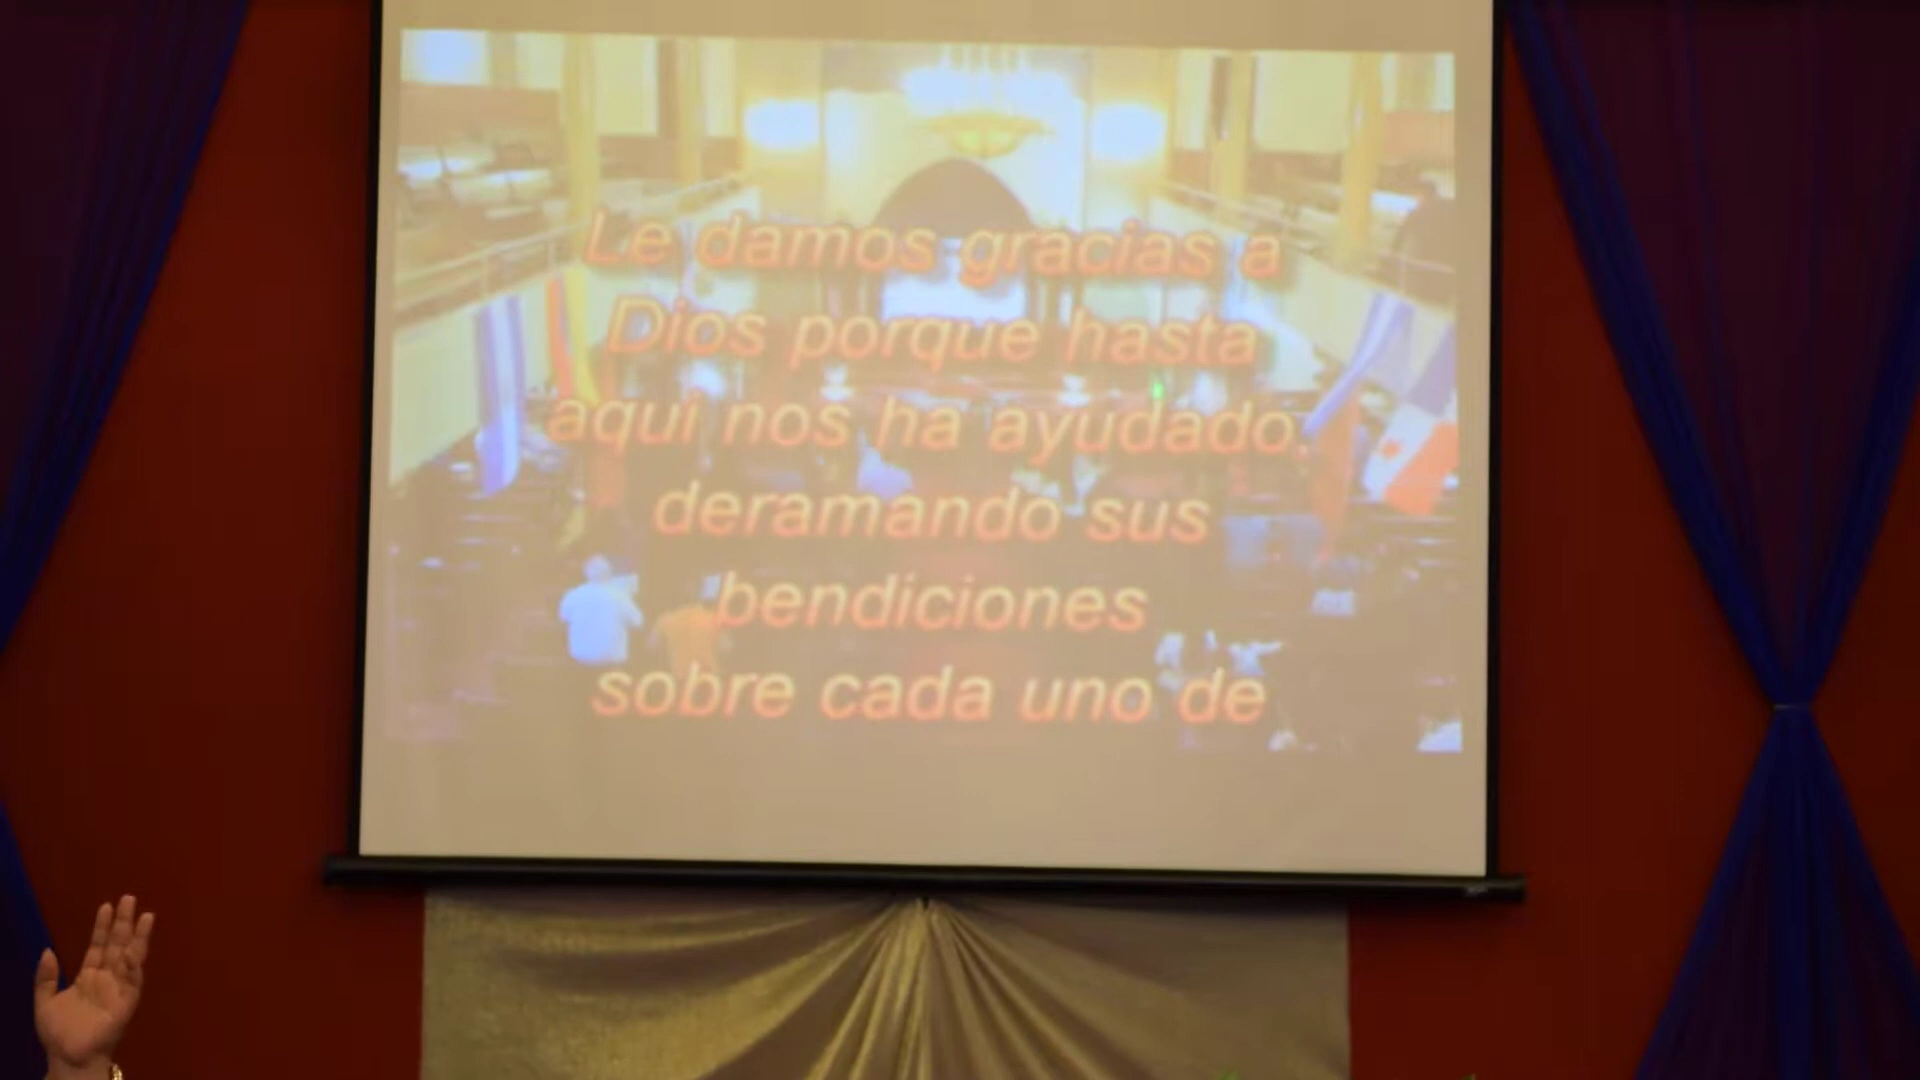 Le damos gracias a
Dios porque hasta
aqui nos ha ayudado,
deramando sus
bendiciones
sobre cada uno de